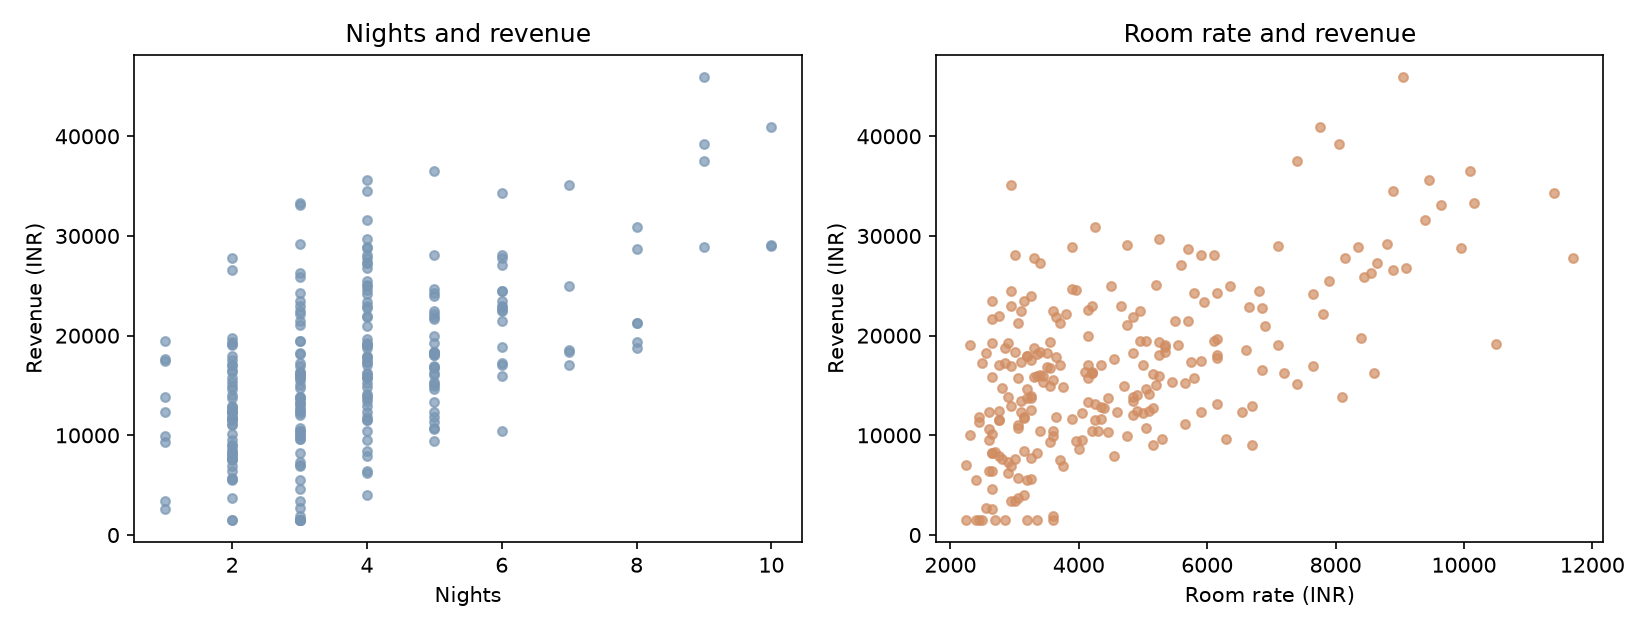 Nights and revenue
Revenue (INR)
40000
30000
20000
10000
0
2 4 6 8 10
Nights
Room rate and revenue
Revenue (INR)
40000
30000
20000
10000
0
2000 4000 6000 8000 10000 12000
Room rate (INR)